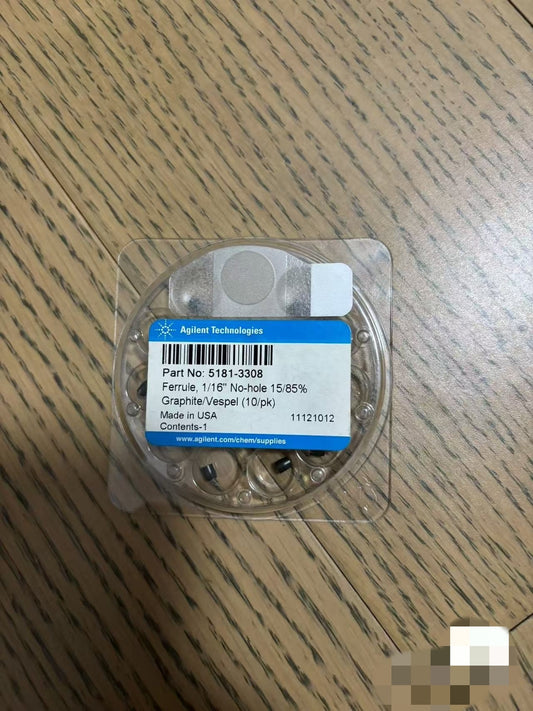 Agilent Technologies
Part No: 5181-3308
Ferrule, 1/16" No-hole 15/85%
Graphite/Vespel (10/pk)
Made in USA 11121012
Contents-1
www.agilent.com/chem/supplies